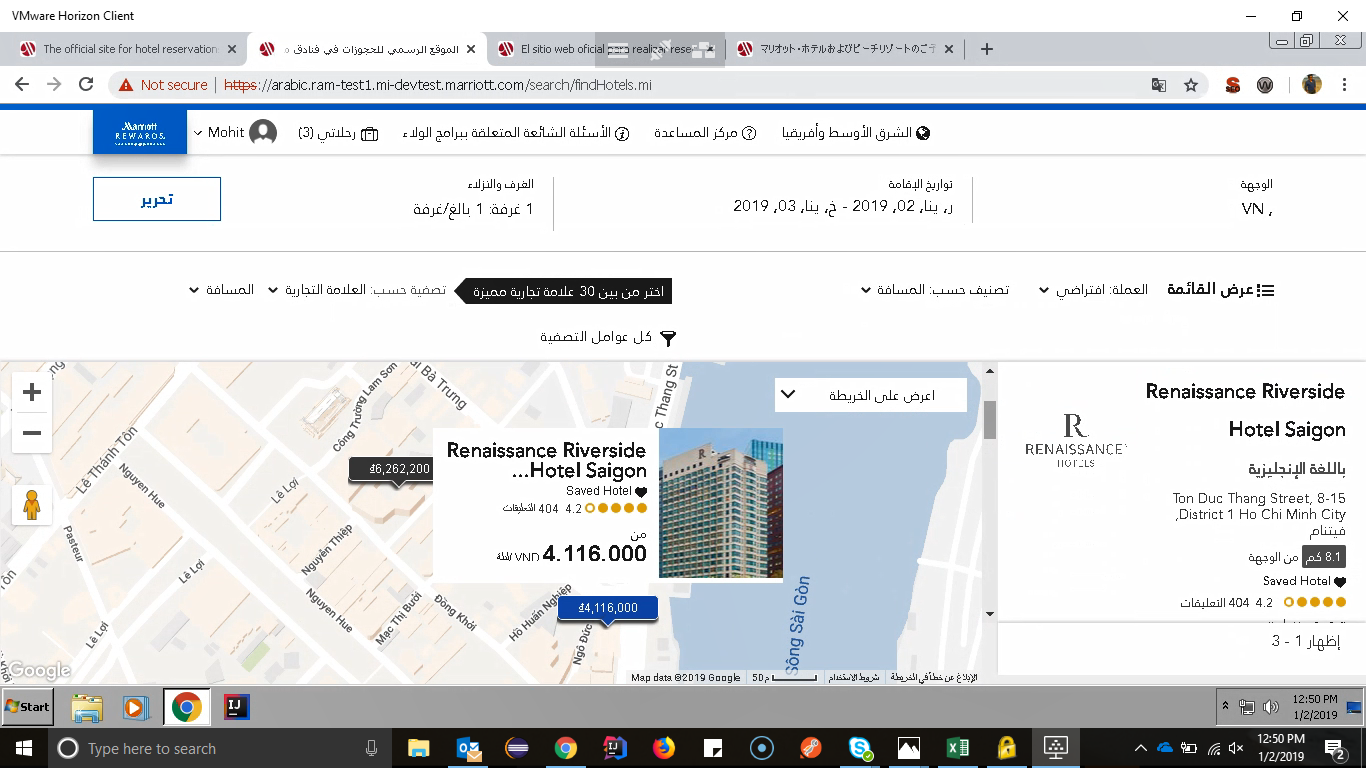 VMware Horizon Client
The official site for hotel reservation
الموقع الرسمي للحجوزات في فنادق
El sitio web oficial para realizar rese
マリオット・ホテルおよびビーチリゾートのご
Not secure | https://arabic.ram-test1.mi-devtest.marriott.com/search/findHotels.mi
الشرق الأوسط وأفريقيا
مركز المساعدة
الأسئلة الشائعة المتعلقة ببرامج الولاء
رحلاتي (3)
Mohit
Marriott
REWARDS.
الوجهة
، VN
تواريخ الإقامة
ر، ينا، 02، 2019 - خ، ينا، 03، 2019
الغرف والنزلاء
1 غرفة: 1 بالغ/غرفة
تحرير
عرض القائمة
العملة: افتراضي
تصنيف حسب: المسافة
اختر من بين 30 علامة تجارية مميزة
تصفية حسب: العلامة التجارية
المسافة
كل عوامل التصفية
اعرض على الخريطة
Renaissance Riverside
Hotel Saigon...
Saved Hotel
4.2 404 التعليقات
من
4,116,000 VND /ليلة
₫6,262,200
₫4,116,000
Lê Thánh Tôn
Nguyen Hue
Pasteur
Lê Lợi
Lê Lợi
Lê Lợi
Công Trường Lam Sơn
Bà Trưng
c Thang St
Nguyễn Thiệp
Nguyen Hue
Mạc Thị Bưởi
Đồng Khởi
Hồ Huấn Nghiệp
Ngô Đức
Sông Sài Gòn
Tôn
+
−
Google
Map data ©2019 Google
50 م
شروط الاستخدام
الإبلاغ عن خطأ في الخريطة
Renaissance Riverside
Hotel Saigon
R
RENAISSANCE
HOTELS
باللغة الإنجليزية
Ton Duc Thang Street, 8-15
,District 1 Ho Chi Minh City
فيتنام
8.1 كم من الوجهة
Saved Hotel
4.2 404 التعليقات
إظهار 1 - 3
Start
12:50 PM
1/2/2019
Type here to search
12:50 PM
1/2/2019
2